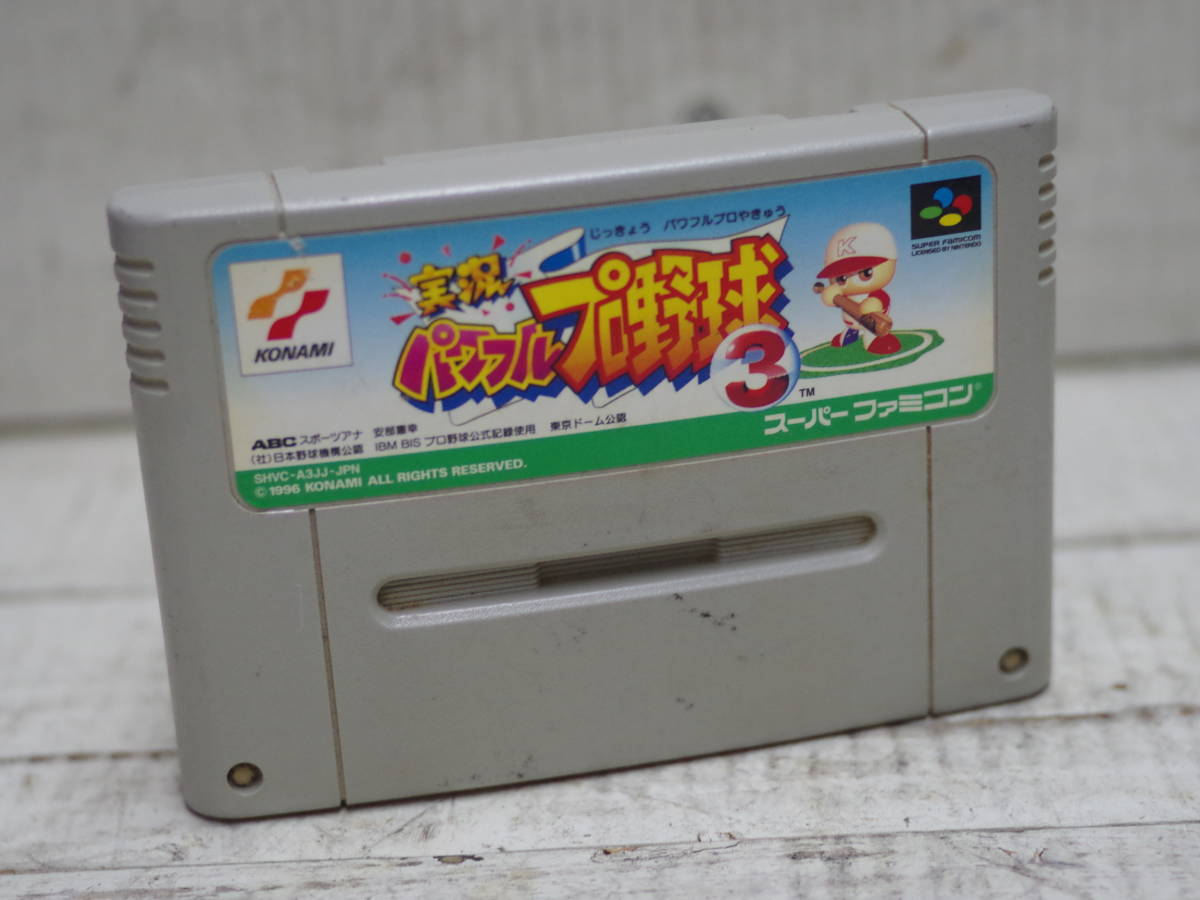 じっきょう パワフルプロやきゅう
実況
パワフルプロ野球
3
TM
K
KONAMI
SUPER FAMICOM
LICENSED BY NINTENDO
ABC スポーツアナ 安部憲幸
(社)日本野球機構公認 IBM BIS プロ野球公式記録使用 東京ドーム公認
スーパーファミコン®
SHVC-A3JJ-JPN
© 1996 KONAMI ALL RIGHTS RESERVED.